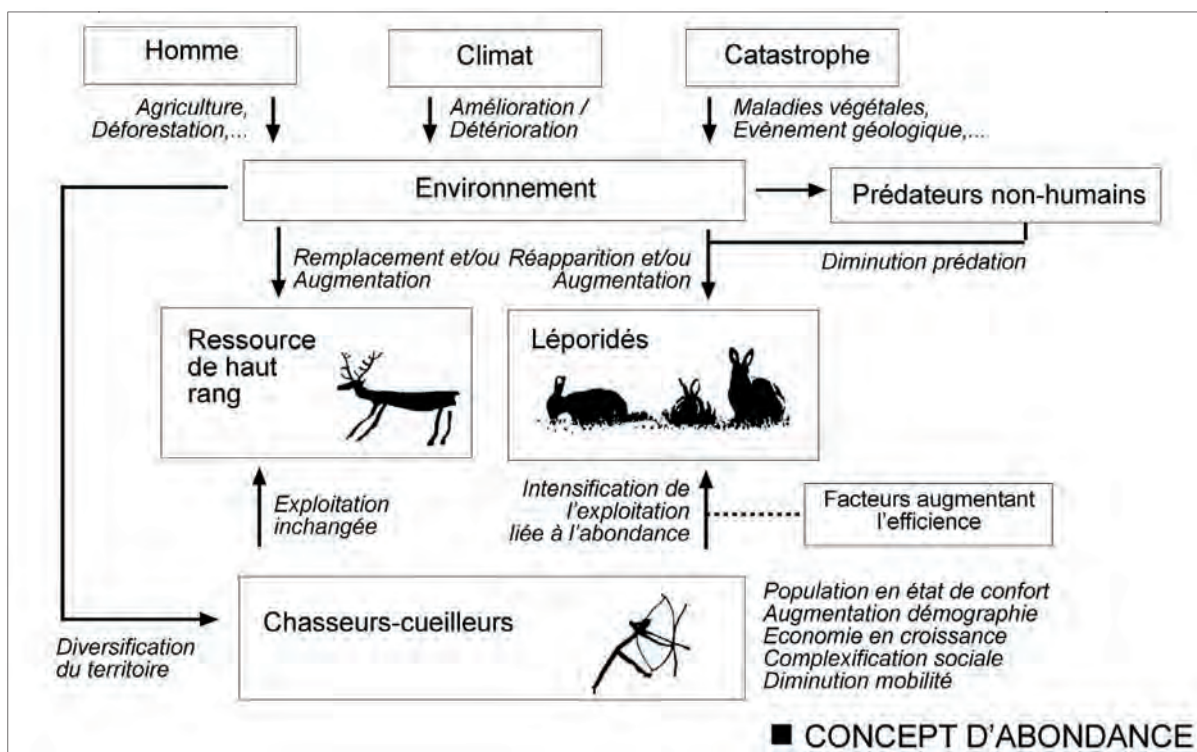 Homme
Climat
Catastrophe
Agriculture,
Déforestation,...
Amélioration /
Détérioration
Maladies végétales,
Evènement géologique,...
Environnement
Prédateurs non-humains
Remplacement et/ou
Augmentation
Réapparition et/ou
Augmentation
Diminution prédation
Ressource
de haut
rang
Léporidés
Exploitation
inchangée
Intensification de
l'exploitation
liée à l'abondance
Facteurs augmentant
l'efficience
Chasseurs-cueilleurs
Population en état de confort
Augmentation démographie
Economie en croissance
Complexification sociale
Diminution mobilité
Diversification
du territoire
■ CONCEPT D'ABONDANCE